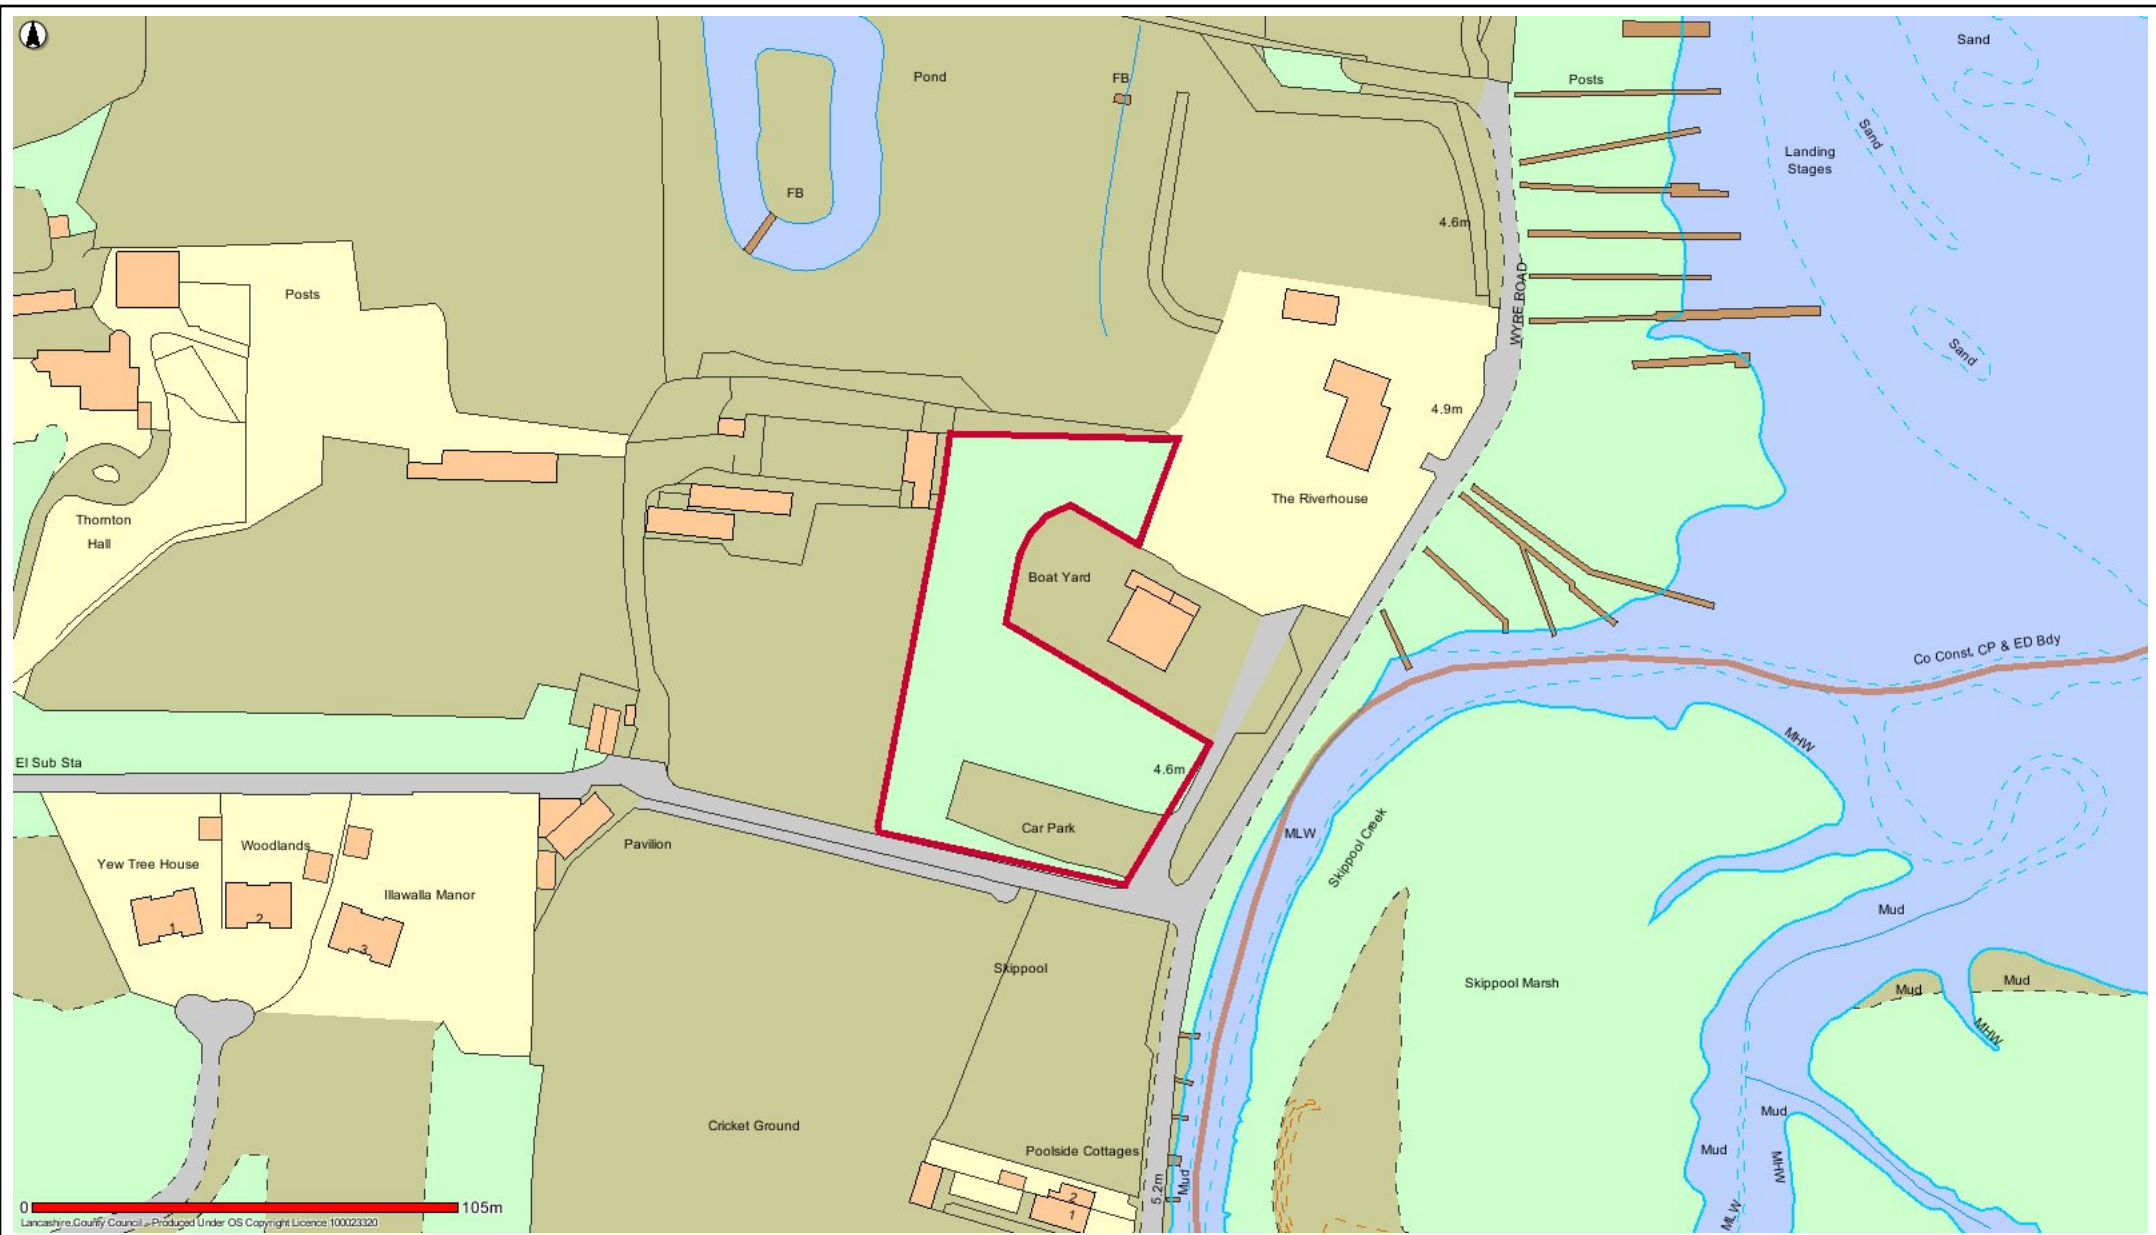 Sand
Pond
FB
Posts
Sand
Landing
Stages
FB
4.6m
Posts
WYRE ROAD
Sand
4.9m
The Riverhouse
Thornton
Hall
Boat Yard
Co Const, CP & ED Bdy
MHW
El Sub Sta
4.6m
Car Park
MLW
Skippool Creek
Pavilion
Woodlands
Yew Tree House
Illawalla Manor
1
2
3
Mud
Skippool
Skippool Marsh
Mud
Mud
MHW
Mud
Cricket Ground
Poolside Cottages
Mud
MHW
5.2m
Mud
2
1
MLW
0
105m
Lancashire County Council - Produced Under OS Copyright Licence 100023320